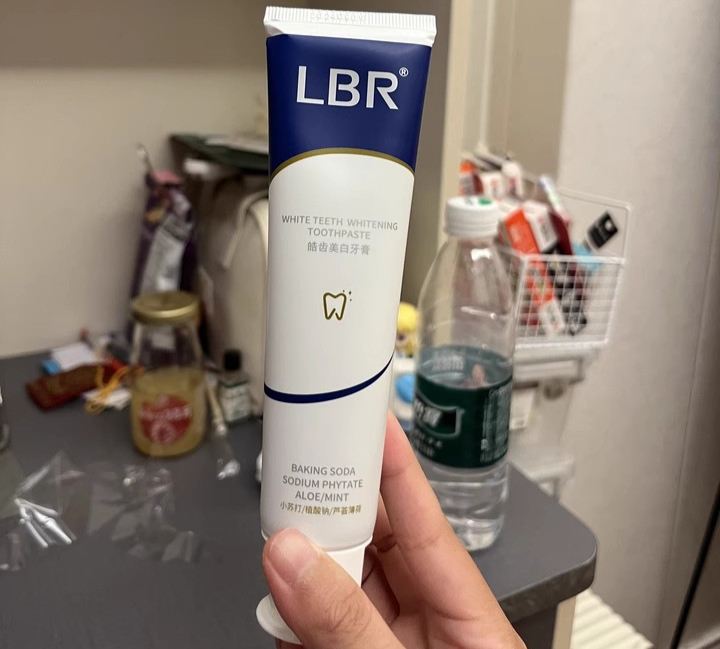 LBR®
WHITE TEETH WHITENING
TOOTHPASTE
皓齿美白牙膏
BAKING SODA
SODIUM PHYTATE
ALOE/MINT
小苏打/植酸钠/芦荟薄荷